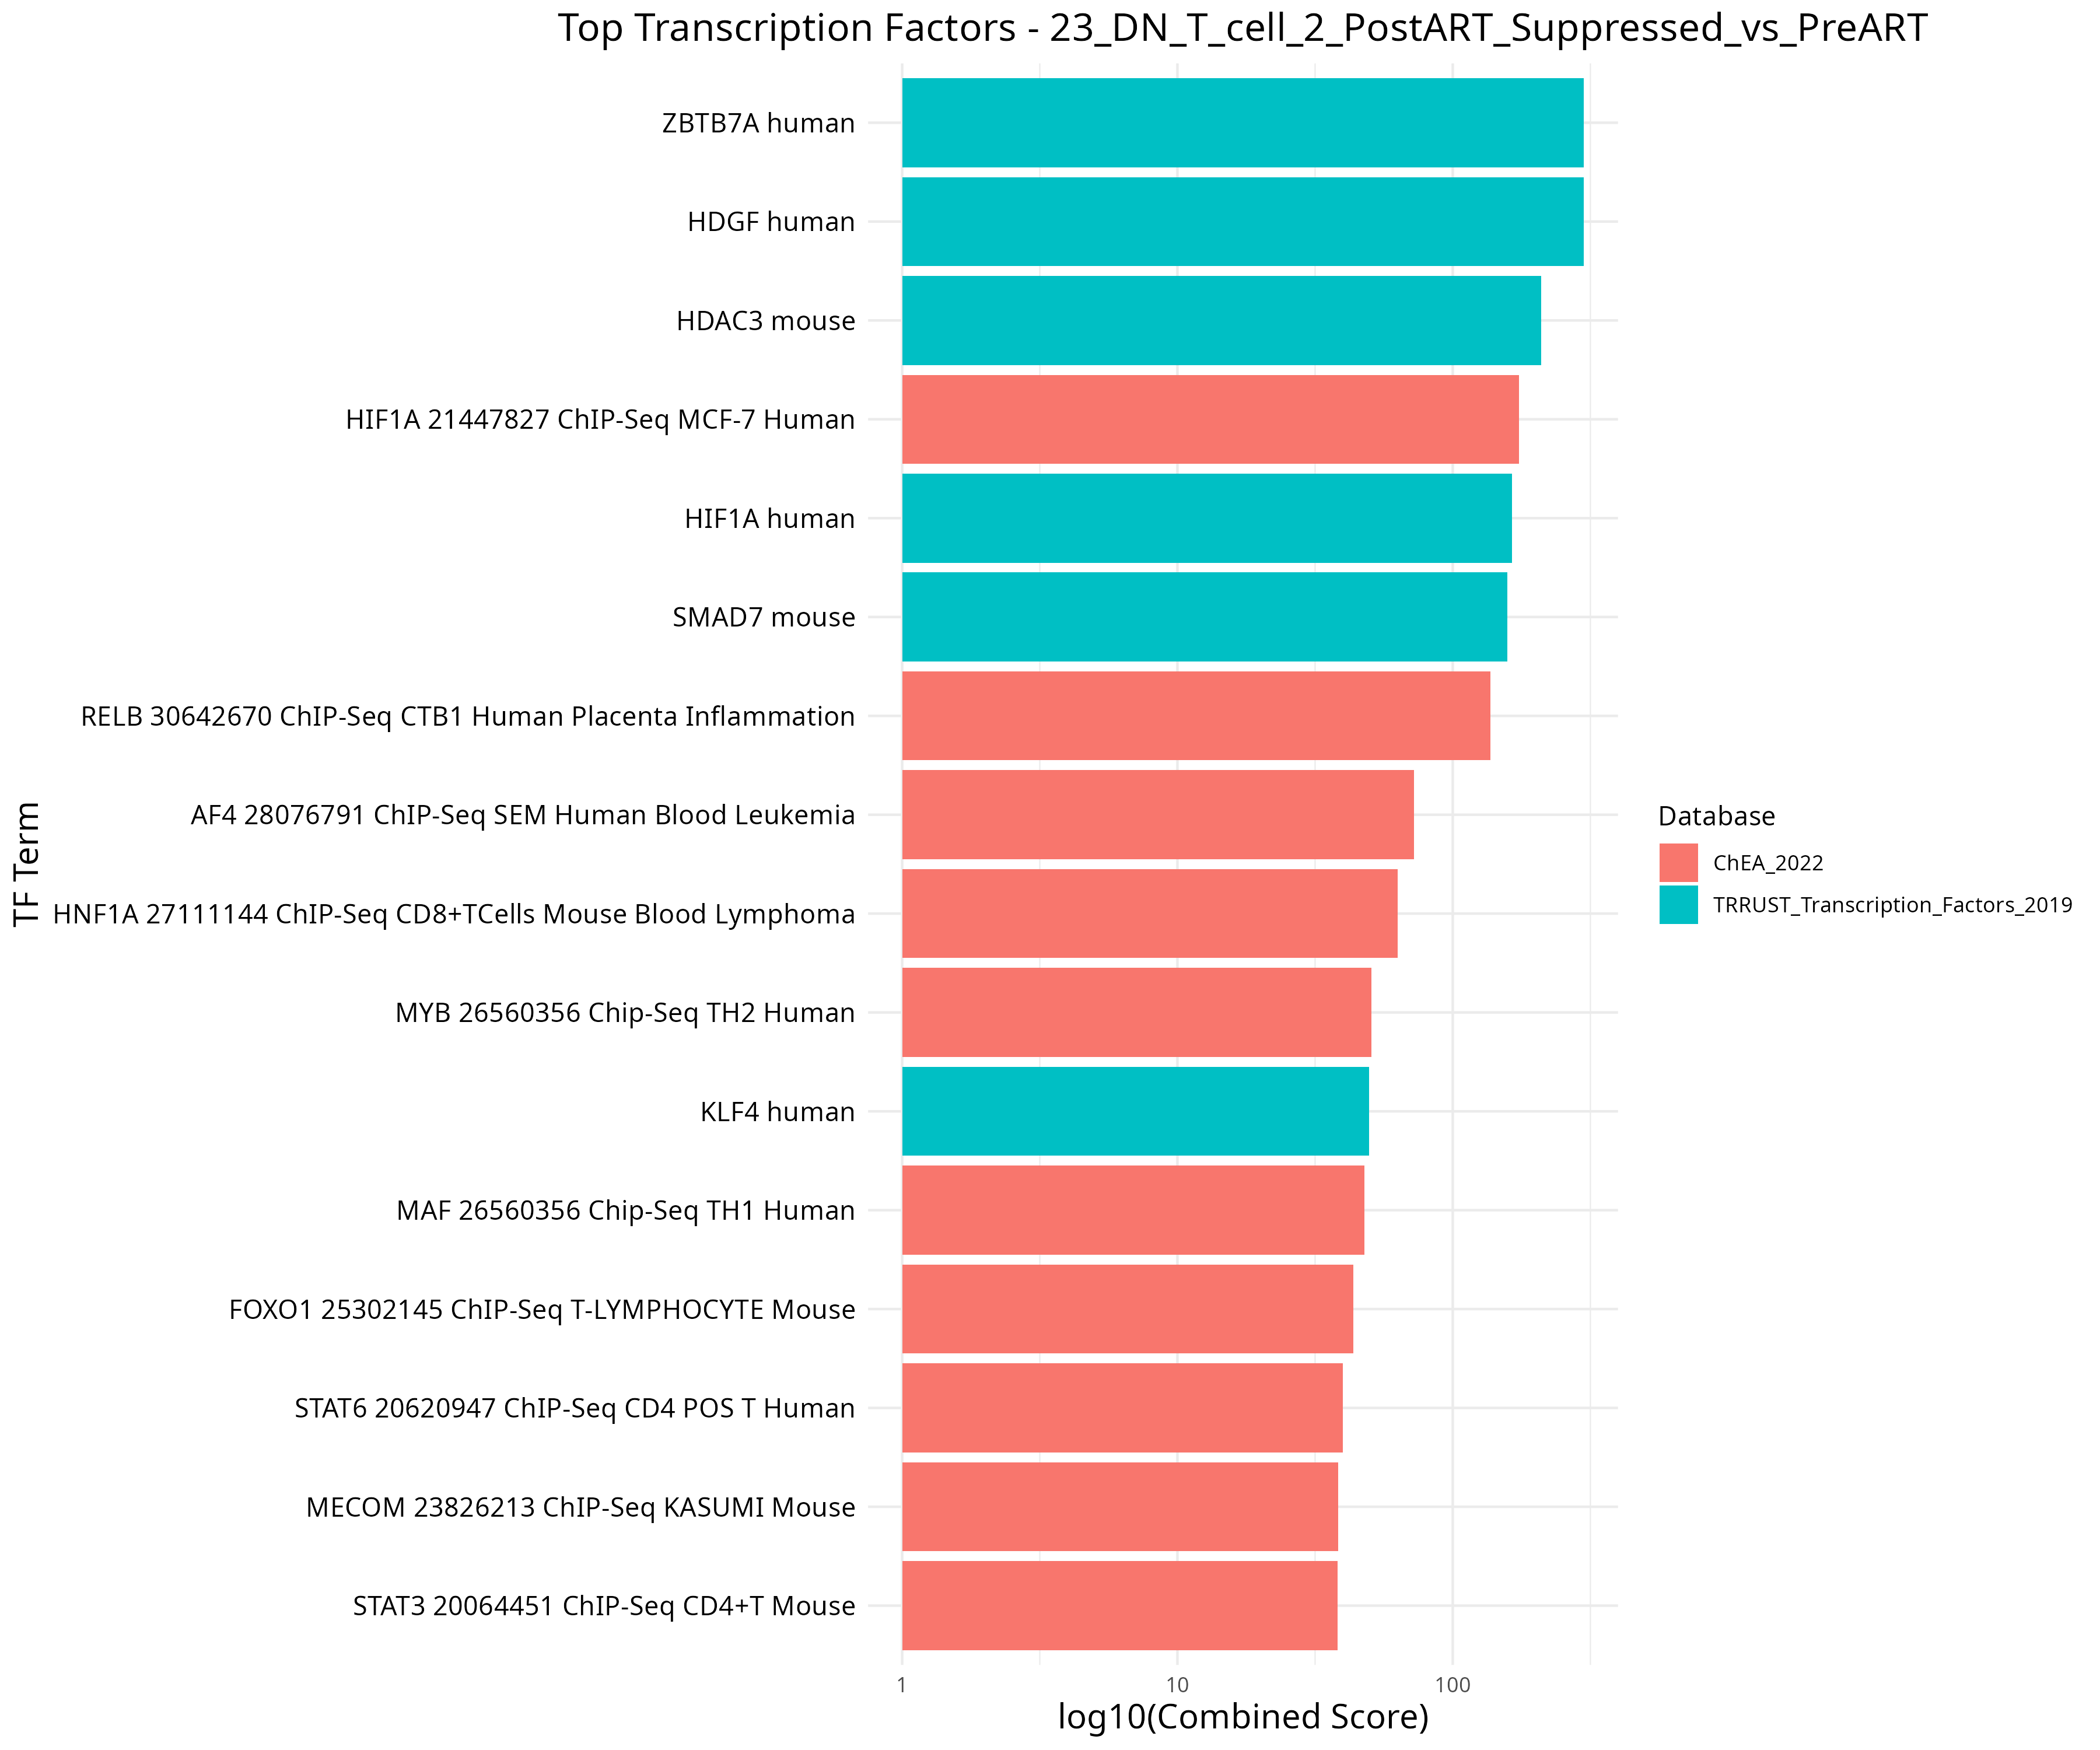 Top Transcription Factors - 23_DN_T_cell_2_PostART_Suppressed_vs_PreART
TF Term
ZBTB7A human
HDGF human
HDAC3 mouse
HIF1A 21447827 ChIP-Seq MCF-7 Human
HIF1A human
SMAD7 mouse
RELB 30642670 ChIP-Seq CTB1 Human Placenta Inflammation
AF4 28076791 ChIP-Seq SEM Human Blood Leukemia
HNF1A 27111144 ChIP-Seq CD8+TCells Mouse Blood Lymphoma
MYB 26560356 Chip-Seq TH2 Human
KLF4 human
MAF 26560356 Chip-Seq TH1 Human
FOXO1 25302145 ChIP-Seq T-LYMPHOCYTE Mouse
STAT6 20620947 ChIP-Seq CD4 POS T Human
MECOM 23826213 ChIP-Seq KASUMI Mouse
STAT3 20064451 ChIP-Seq CD4+T Mouse
1 10 100
log10(Combined Score)
Database
ChEA_2022
TRRUST_Transcription_Factors_2019